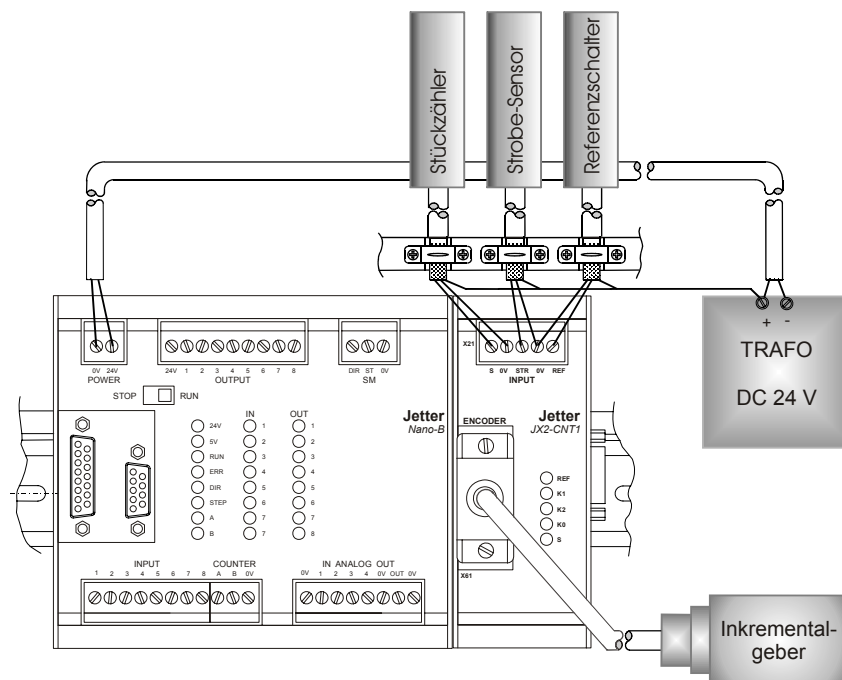 Stückzähler
Strobe-Sensor
Referenzschalter
+ -
TRAFO
DC 24 V
0V 24V
POWER
24V 1 2 3 4 5 6 7 8
OUTPUT
DIR ST 0V
SM
X21
S 0V STR 0V REF
INPUT
STOP RUN
Jetter
Nano-B
IN OUT
24V 1 1
5V 2 2
RUN 3 3
ERR 4 4
DIR 5 5
STEP 6 6
A 7 7
B 7 8
ENCODER
Jetter
JX2-CNT1
REF
K1
K2
K0
S
X61
INPUT COUNTER
1 2 3 4 5 6 7 8 A B 0V
IN ANALOG OUT
0V 1 2 3 4 0V OUT 0V
Inkremental-
geber